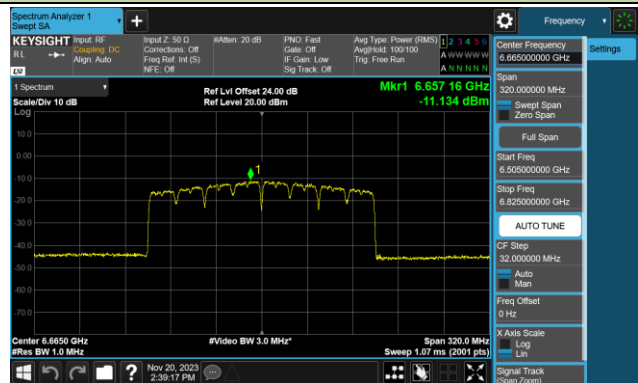 Spectrum Analyzer 1
Swept SA
Frequency
KEYSIGHT
RL
LXI
Input: RF
Coupling: DC
Align: Auto
Input Z: 50 Ω
Corrections: Off
Freq Ref: Int (S)
NFE: Off
#Atten: 20 dB
PNO: Fast
Gate: Off
IF Gain: Low
Sig Track: Off
Avg Type: Power (RMS)
Avg|Hold: 100/100
Trig: Free Run
1 2 3 4 5 6
A W W W W W
A N N N N N
1 Spectrum
Scale/Div 10 dB
Log
Ref Lvl Offset 24.00 dB
Ref Level 20.00 dBm
Mkr1 6.657 16 GHz
-11.134 dBm
10.0
0.00
-10.0
-20.0
-30.0
-40.0
-50.0
-60.0
-70.0
1
Center 6.6650 GHz
#Res BW 1.0 MHz
#Video BW 3.0 MHz*
Span 320.0 MHz
Sweep 1.07 ms (2001 pts)
Center Frequency
6.665000000 GHz
Settings
Span
320.000000 MHz
Swept Span
Zero Span
Full Span
Start Freq
6.505000000 GHz
Stop Freq
6.825000000 GHz
AUTO TUNE
CF Step
32.000000 MHz
Auto
Man
Freq Offset
0 Hz
X Axis Scale
Log
Lin
Signal Track
(Span Zoom)
?
Nov 20, 2023
2:39:17 PM